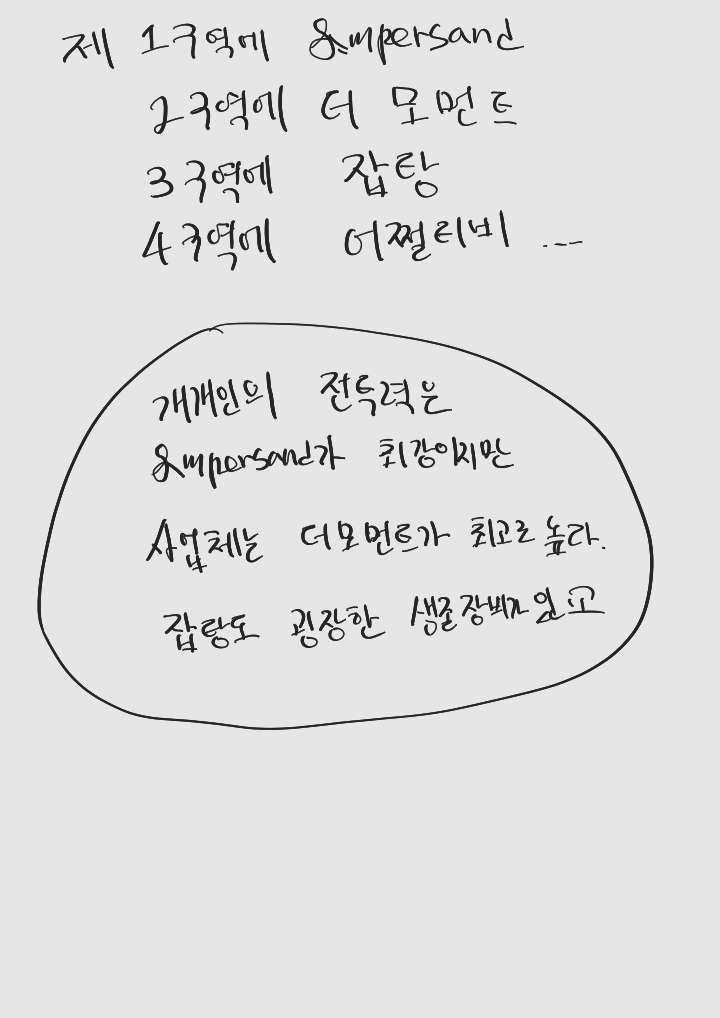 제 1구역에 &mpersand
2구역에 더 모먼트
3구역에 잡탕
4구역에 어쩔티비 ...
개개인의 전투력은
&mpersand가 최강이지만
사업체는 더모먼트가 최고로 높다.
잡탕도 굉장한 생존장비가 있고